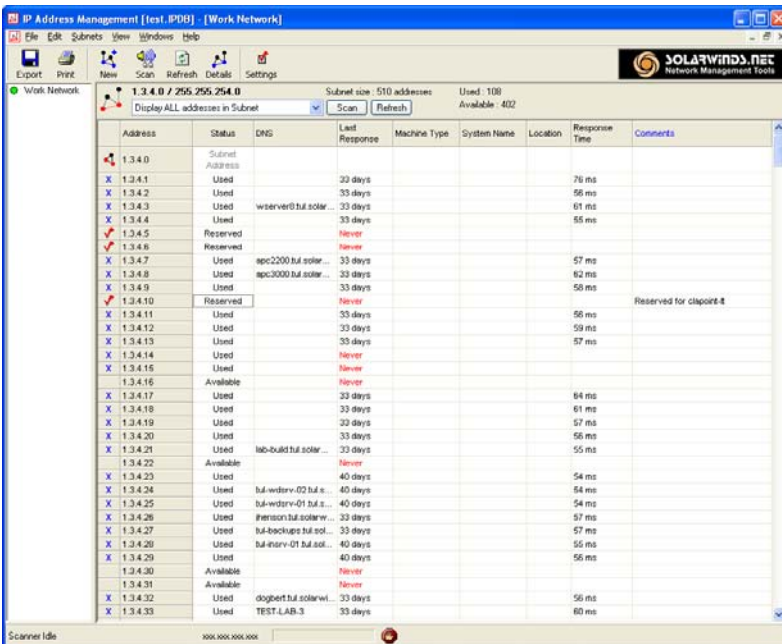 IP Address Management [test.IPDB] - [Work Network]
File Edit Subnets View Windows Help
Export Print New Scan Refresh Details Settings
SOLARWINDS.NET
Network Management Tools
Work Network
1.3.4.0 / 255.255.254.0 Subnet size : 510 addresses Used : 108
Display ALL addresses in Subnet Scan Refresh Available : 402
Address Status DNS Last Response Machine Type System Name Location Response Time Comments
1.3.4.0 Subnet Address
X 1.3.4.1 Used 33 days 76 ms
X 1.3.4.2 Used 33 days 56 ms
X 1.3.4.3 Used wserver8.tul.solar... 33 days 61 ms
X 1.3.4.4 Used 33 days 55 ms
1.3.4.5 Reserved Never
1.3.4.6 Reserved Never
X 1.3.4.7 Used apc2200.tul.solar... 33 days 57 ms
X 1.3.4.8 Used apc3000.tul.solar... 33 days 62 ms
X 1.3.4.9 Used 33 days 58 ms
1.3.4.10 Reserved Never Reserved for clapoint-lt
X 1.3.4.11 Used 33 days 56 ms
X 1.3.4.12 Used 33 days 59 ms
X 1.3.4.13 Used 33 days 57 ms
X 1.3.4.14 Used Never
X 1.3.4.15 Used Never
1.3.4.16 Available Never
X 1.3.4.17 Used 33 days 64 ms
X 1.3.4.18 Used 33 days 61 ms
X 1.3.4.19 Used 33 days 57 ms
X 1.3.4.20 Used 33 days 56 ms
X 1.3.4.21 Used lab-build.tul.solar... 33 days 55 ms
1.3.4.22 Available Never
X 1.3.4.23 Used 40 days 54 ms
X 1.3.4.24 Used tul-wdsrv-02.tul.s... 40 days 54 ms
X 1.3.4.25 Used tul-wdsrv-01.tul.s... 40 days 54 ms
X 1.3.4.26 Used jhenson.tul.solarw... 33 days 57 ms
X 1.3.4.27 Used tul-backups.tul.sol... 33 days 57 ms
X 1.3.4.28 Used tul-insrv-01.tul.sol... 40 days 55 ms
X 1.3.4.29 Used 40 days 56 ms
1.3.4.30 Available Never
1.3.4.31 Available Never
X 1.3.4.32 Used dogbert.tul.solarwi... 33 days 56 ms
X 1.3.4.33 Used TEST-LAB-3 33 days 60 ms
Scanner Idle xxx.xxx.xxx.xxx